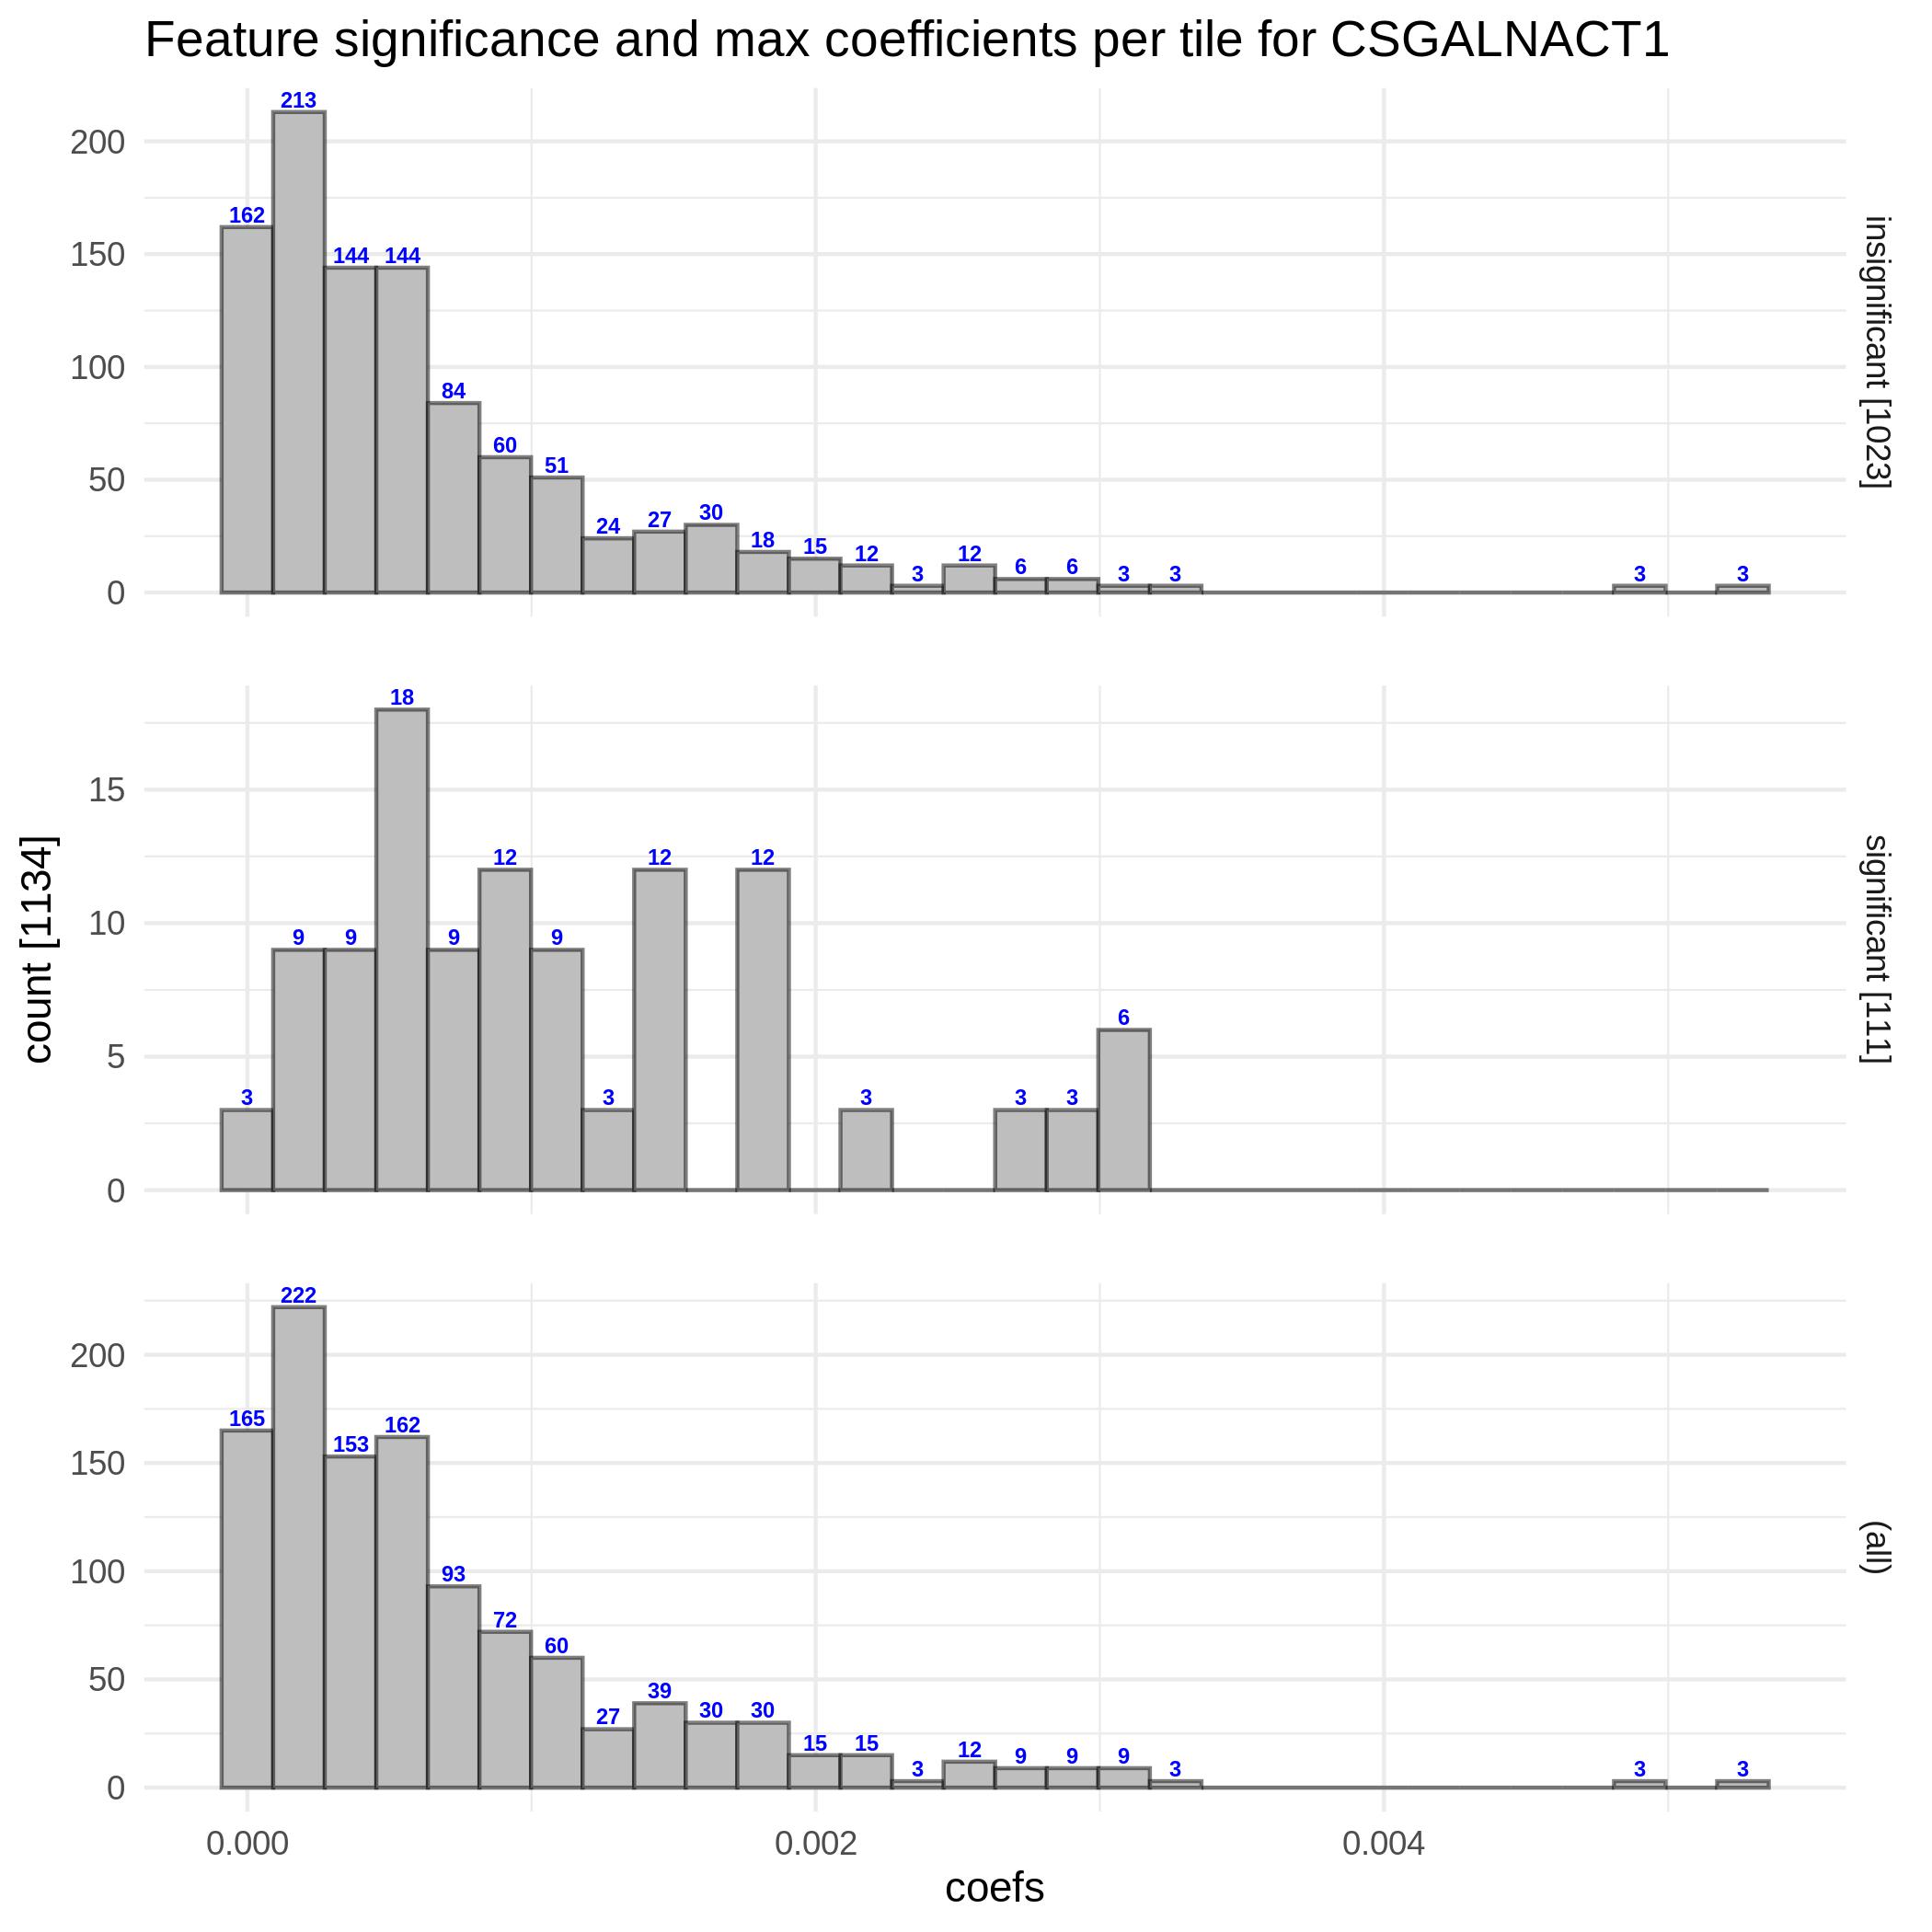 Feature significance and max coefficients per tile for CSGALNACT1
213
200
162
150
144 144
100
84
60
51
50
24 27 30 18 15 12 3 12 6 6 3 3 3 3
0
insignificant [1023]
18
15
12 12 12
10
9 9 9 9
6
5
3 3 3 3 3
0
significant [111]
count [1134]
222
200
165 153 162
150
100
93
72
60
50
27 39 30 30 15 15 3 12 9 9 9 3 3 3
0
(all)
0.000 0.002 0.004
coefs